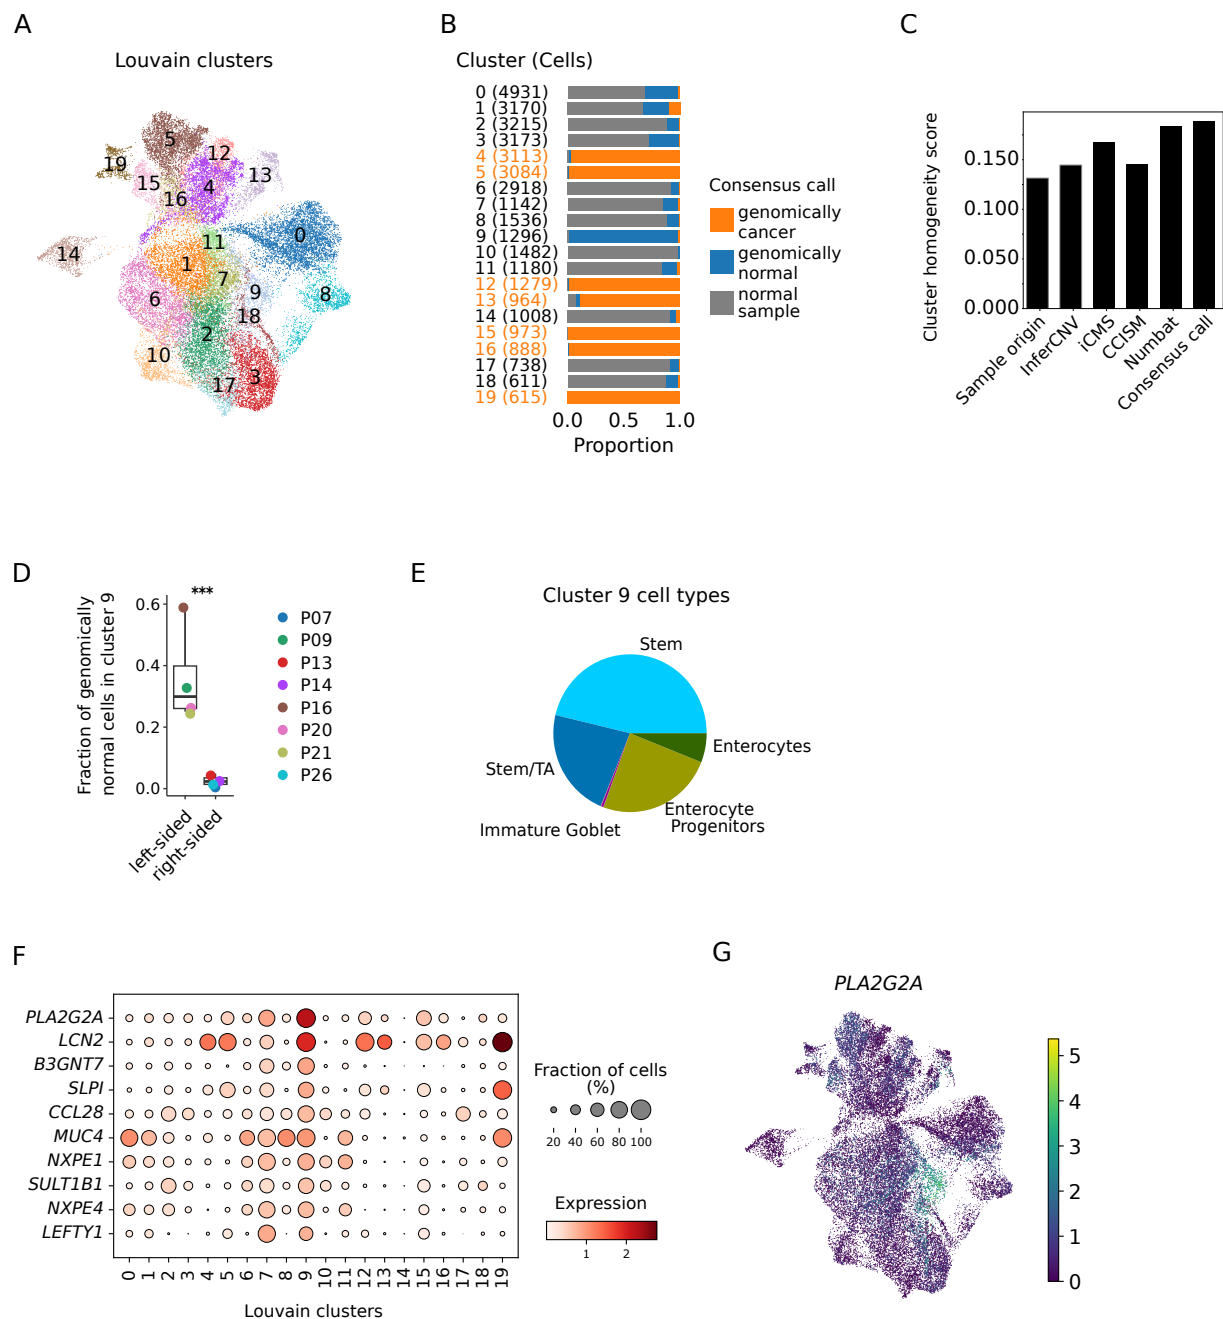 A
Louvain clusters
5
12
19
13
15
4
16
0
11
14
1
7
9
8
6
18
2
10
3
17
B
Cluster (Cells)
0 (4931)
1 (3170)
2 (3215)
3 (3173)
4 (3113)
5 (3084)
6 (2918)
7 (1142)
8 (1536)
9 (1296)
10 (1482)
11 (1180)
12 (1279)
13 (964)
14 (1008)
15 (973)
16 (888)
17 (738)
18 (611)
19 (615)
0.0 0.5 1.0
Proportion
Consensus call
genomically
cancer
genomically
normal
normal
sample
C
Cluster homogeneity score
0.150
0.100
0.050
0.000
Sample origin
InferCNV
iCMS
CCISM
Numbat
Consensus call
D
Fraction of genomically
normal cells in cluster 9
***
0.6
0.4
0.2
0.0
left-sided
right-sided
P07
P09
P13
P14
P16
P20
P21
P26
E
Cluster 9 cell types
Stem
Enterocytes
Stem/TA
Enterocyte
Progenitors
Immature Goblet
F
PLA2G2A
LCN2
B3GNT7
SLPI
CCL28
MUC4
NXPE1
SULT1B1
NXPE4
LEFTY1
0 1 2 3 4 5 6 7 8 9 10 11 12 13 14 15 16 17 18 19
Louvain clusters
Fraction of cells
(%)
20 40 60 80 100
Expression
1 2
G
PLA2G2A
5
4
3
2
1
0